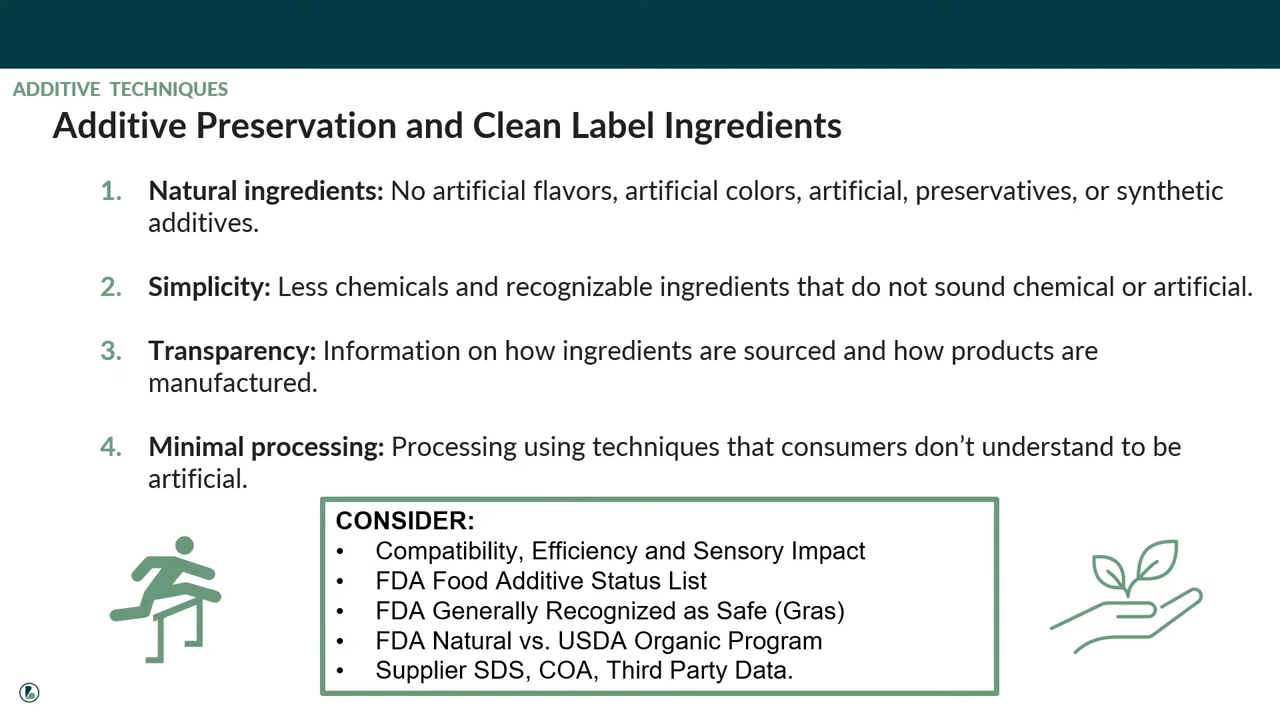 ADDITIVE TECHNIQUES
Additive Preservation and Clean Label Ingredients
1. Natural ingredients: No artificial flavors, artificial colors, artificial, preservatives, or synthetic
additives.
2. Simplicity: Less chemicals and recognizable ingredients that do not sound chemical or artificial.
3. Transparency: Information on how ingredients are sourced and how products are
manufactured.
4. Minimal processing: Processing using techniques that consumers don’t understand to be
artificial.
CONSIDER:
• Compatibility, Efficiency and Sensory Impact
• FDA Food Additive Status List
• FDA Generally Recognized as Safe (Gras)
• FDA Natural vs. USDA Organic Program
• Supplier SDS, COA, Third Party Data.